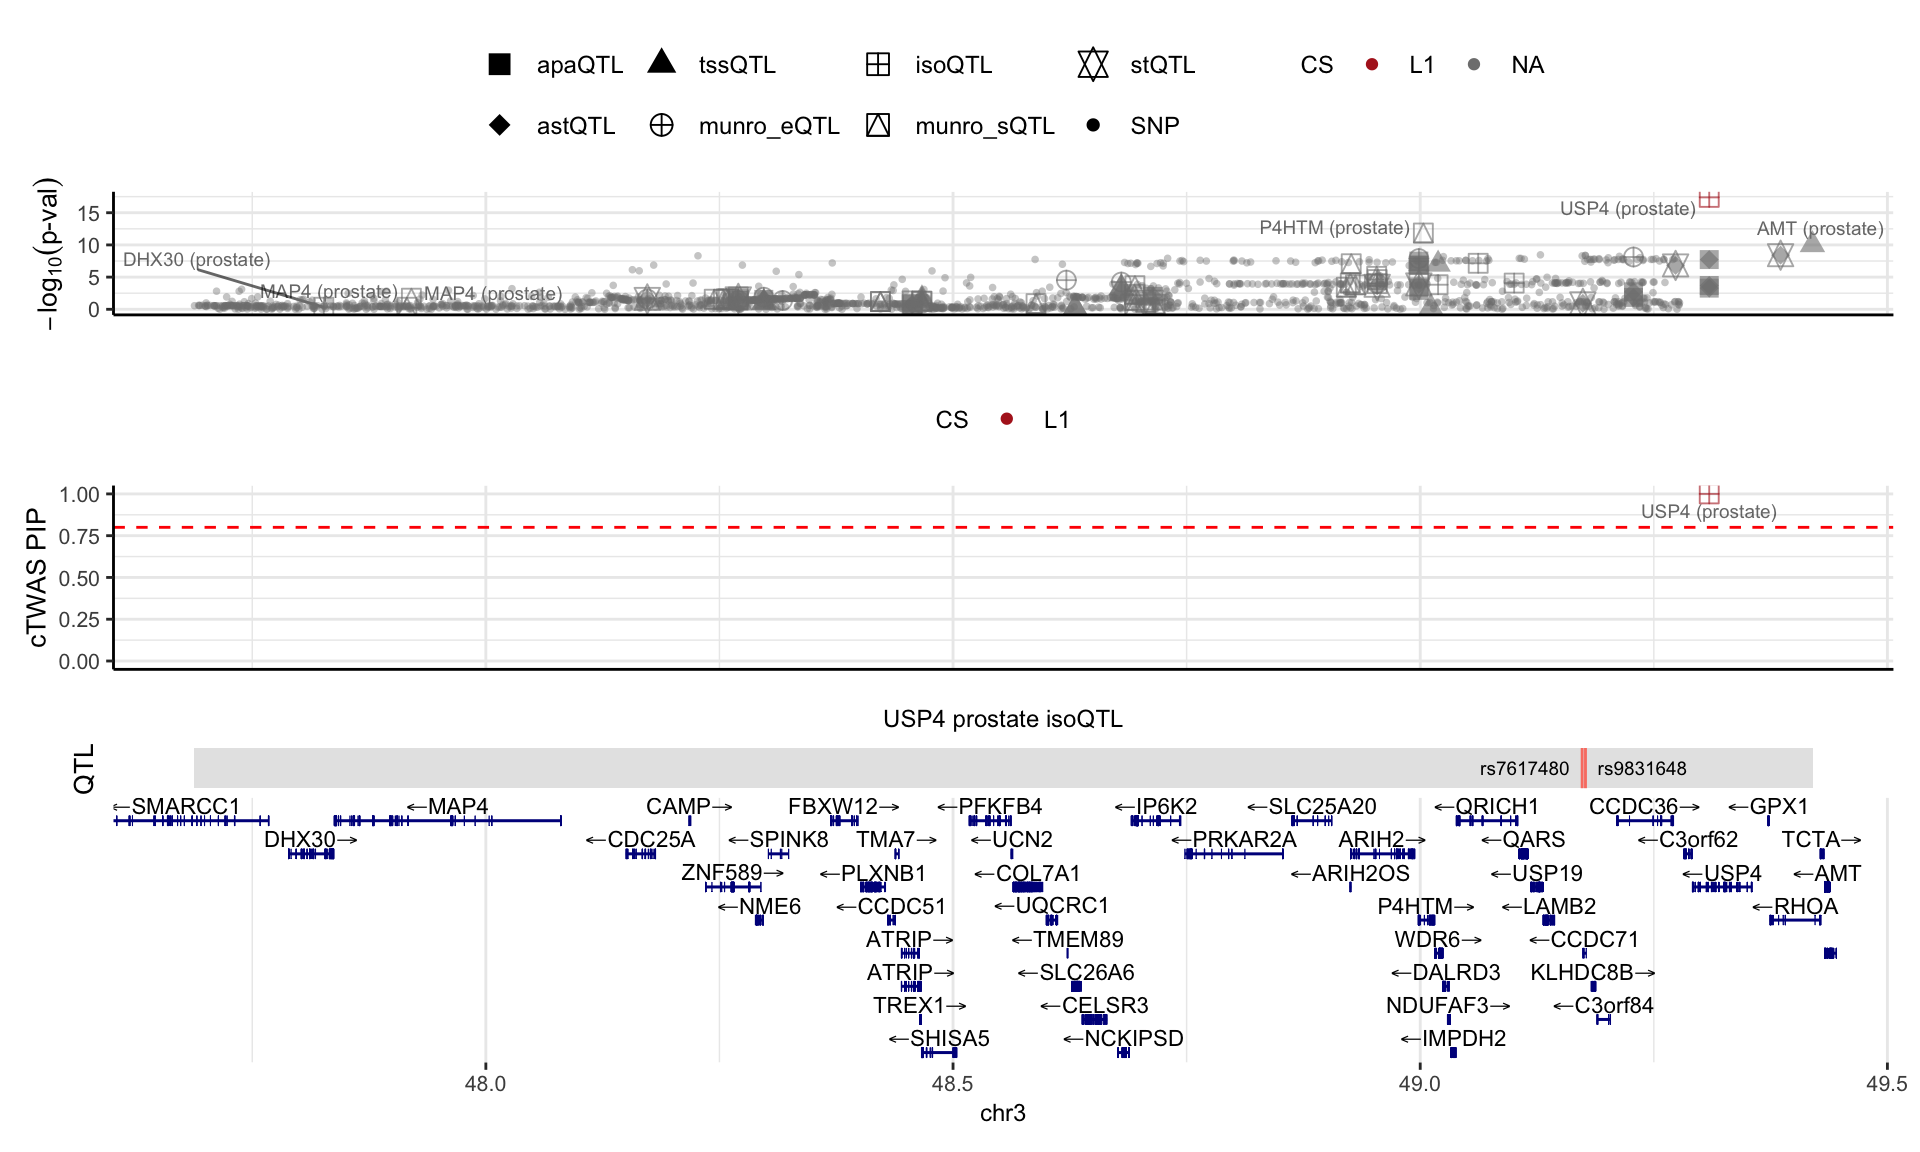 apaQTL tssQTL isoQTL stQTL CS L1 NA
astQTL munro_eQTL munro_sQTL SNP
−log10(p-val)
15
10
5
0
USP4 (prostate)
P4HTM (prostate)
AMT (prostate)
DHX30 (prostate)
MAP4 (prostate)
MAP4 (prostate)
CS L1
cTWAS PIP
1.00
0.75
0.50
0.25
0.00
USP4 (prostate)
USP4 prostate isoQTL
QTL
rs7617480 rs9831648
←SMARCC1 ←MAP4 CAMP→ FBXW12→ ←PFKFB4 ←IP6K2 ←SLC25A20 ←QRICH1 CCDC36→ ←GPX1
DHX30→ ←CDC25A ←SPINK8 TMA7→ ←UCN2 ←PRKAR2A ARIH2→ ←QARS ←C3orf62 TCTA→
ZNF589→ ←PLXNB1 ←COL7A1 ←ARIH2OS ←USP19 ←USP4 ←AMT
←NME6 ←CCDC51 ←UQCRC1 P4HTM→ ←LAMB2 ←RHOA
ATRIP→ ←TMEM89 WDR6→ ←CCDC71
ATRIP→ ←SLC26A6 ←DALRD3 KLHDC8B→
TREX1→ ←CELSR3 NDUFAF3→ ←C3orf84
←SHISA5 ←NCKIPSD ←IMPDH2
48.0 48.5 49.0 49.5
chr3